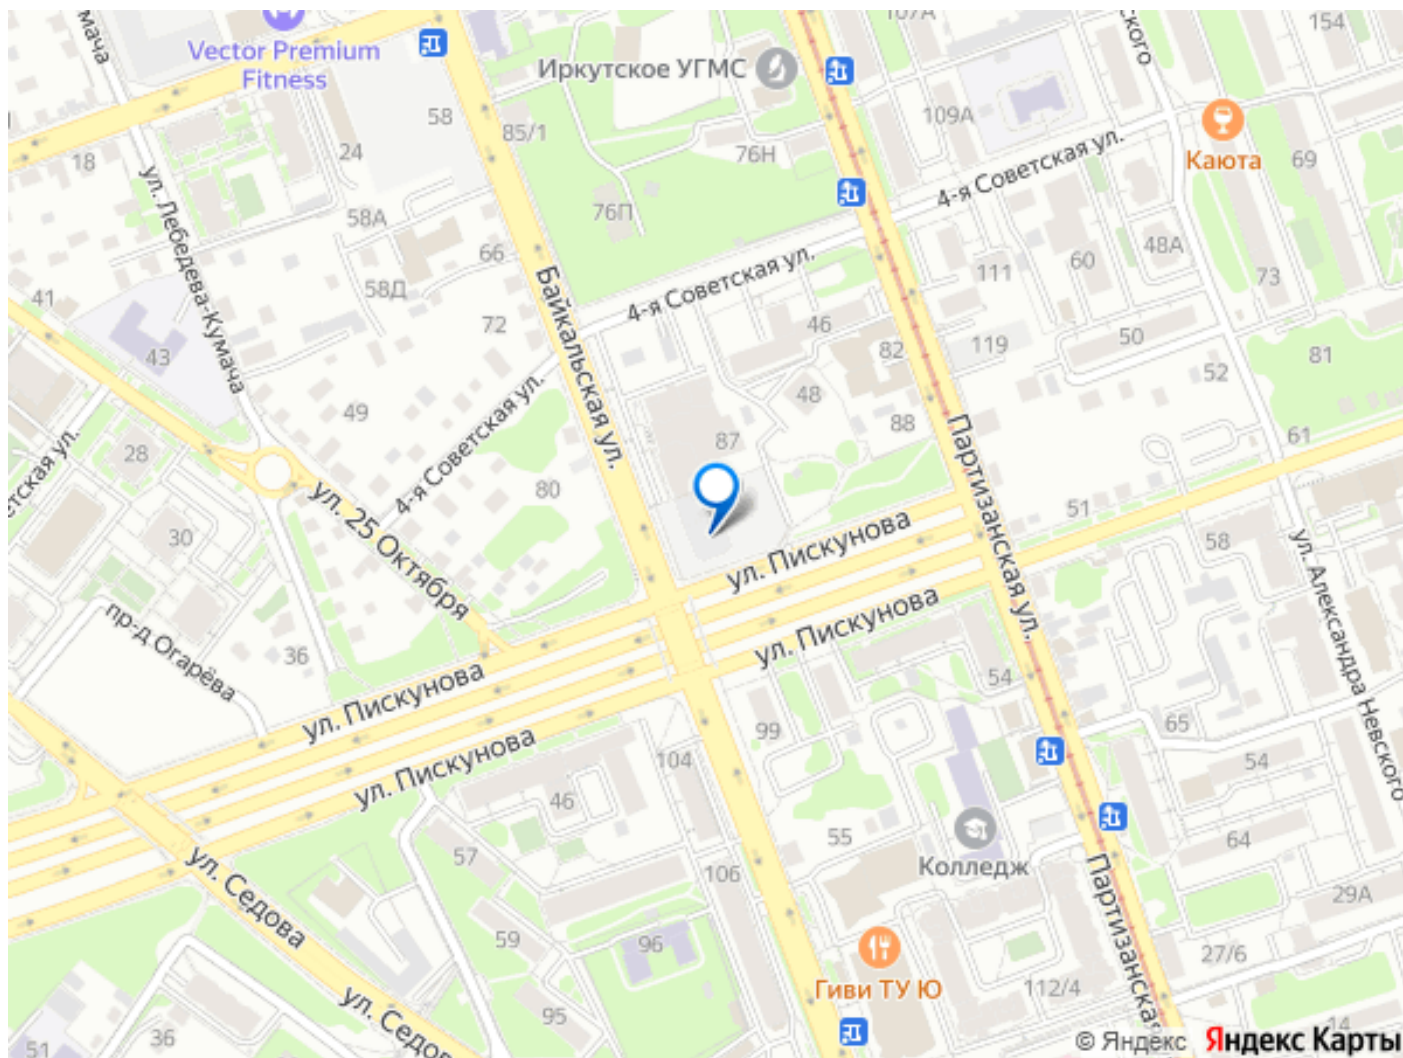 кумача
Vector Premium
Fitness
58
85/1
Иркутское УГМС
107А
ского
154
109А
Каюта
69
18
24
76Н
4-я Советская ул.
ул. Лебедева-Кумача
58А
76П
66
48А
111
60
73
41
58Д
Байкальская ул.
4-я Советская ул.
72
46
50
43
82
119
81
52
49
4-я Советская ул.
48
88
28
тская ул.
87
Партизанская ул.
61
80
51
30
ул. 25 Октября
ул. Пискунова
58
ул. Александра Невского
пр-д Огарёва
36
ул. Пискунова
54
ул. Пискунова
99
65
ул. Пискунова
104
54
46
55
64
57
Колледж
106
Партизанская
29А
ул. Седова
59
96
27/6
Гиви ТУ Ю
112/4
ул. Седова
95
36
51
14
© Яндекс Яндекс Карты